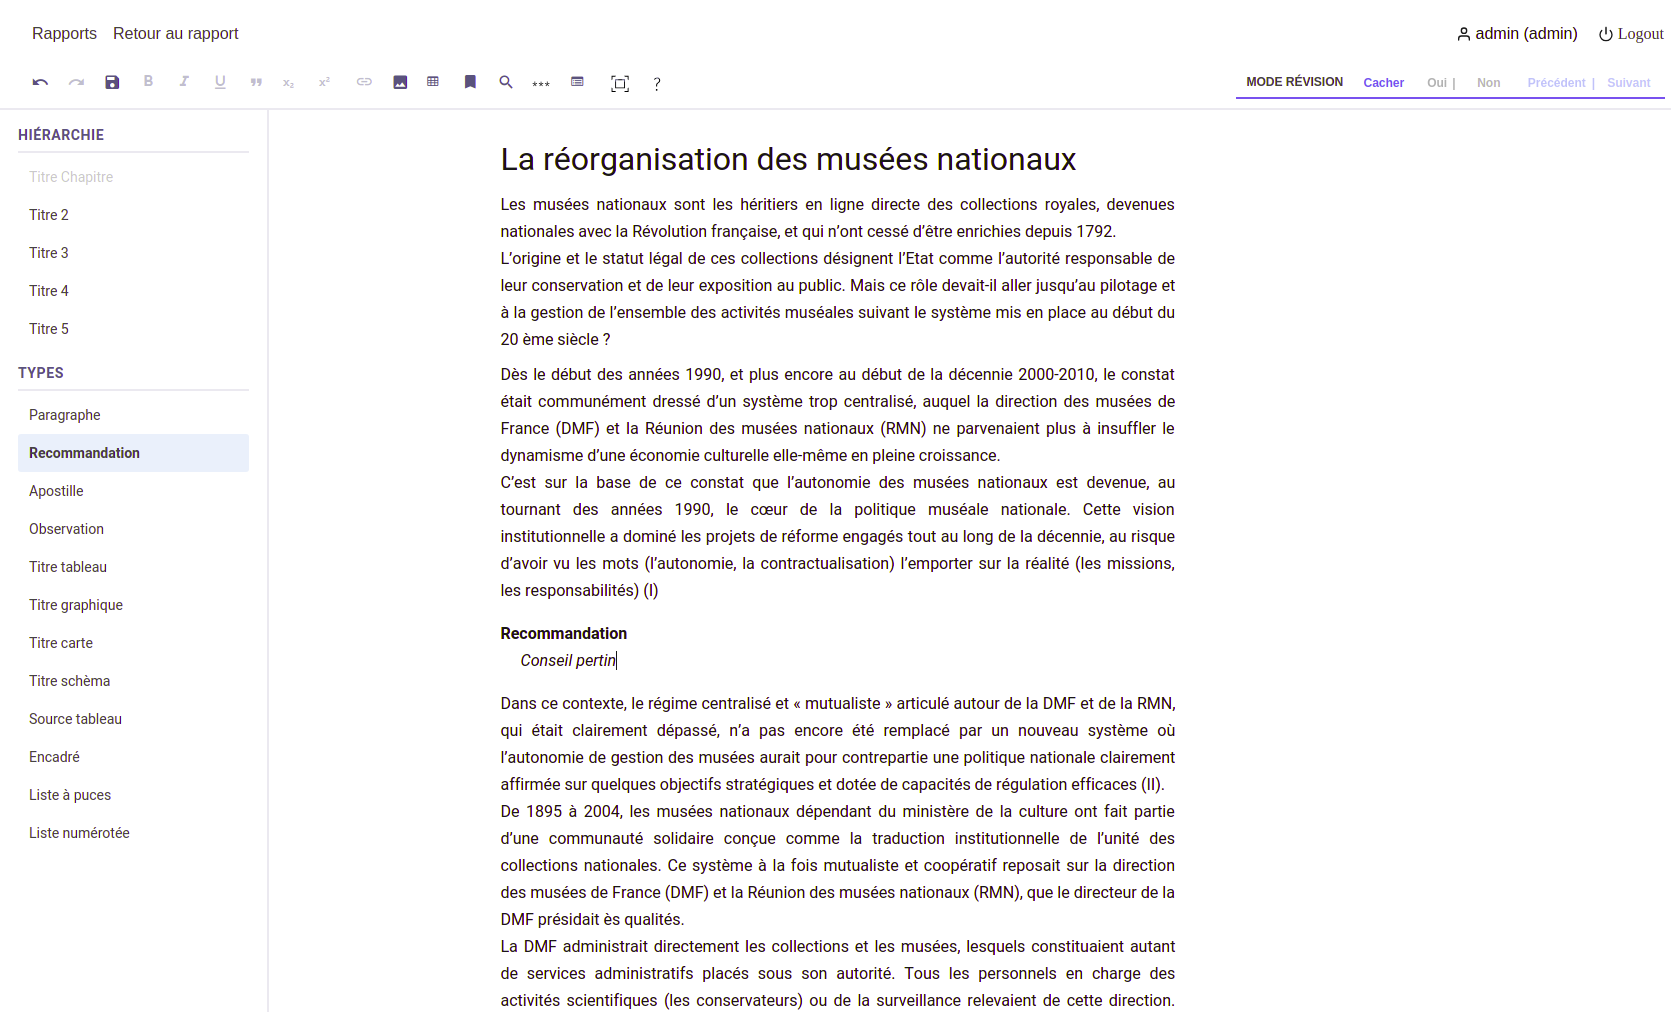 Rapports Retour au rapport admin (admin) Logout
B I U x₂ x² *** ? MODE RÉVISION Cacher Oui | Non Précédent | Suivant
HIÉRARCHIE
Titre Chapitre
Titre 2
Titre 3
Titre 4
Titre 5
TYPES
Paragraphe
Recommandation
Apostille
Observation
Titre tableau
Titre graphique
Titre carte
Titre schèma
Source tableau
Encadré
Liste à puces
Liste numérotée
La réorganisation des musées nationaux
Les musées nationaux sont les héritiers en ligne directe des collections royales, devenues
nationales avec la Révolution française, et qui n’ont cessé d’être enrichies depuis 1792.
L’origine et le statut légal de ces collections désignent l’Etat comme l’autorité responsable de
leur conservation et de leur exposition au public. Mais ce rôle devait-il aller jusqu’au pilotage et
à la gestion de l’ensemble des activités muséales suivant le système mis en place au début du
20 ème siècle ?
Dès le début des années 1990, et plus encore au début de la décennie 2000-2010, le constat
était communément dressé d’un système trop centralisé, auquel la direction des musées de
France (DMF) et la Réunion des musées nationaux (RMN) ne parvenaient plus à insuffler le
dynamisme d’une économie culturelle elle-même en pleine croissance.
C’est sur la base de ce constat que l’autonomie des musées nationaux est devenue, au
tournant des années 1990, le cœur de la politique muséale nationale. Cette vision
institutionnelle a dominé les projets de réforme engagés tout au long de la décennie, au risque
d’avoir vu les mots (l’autonomie, la contractualisation) l’emporter sur la réalité (les missions,
les responsabilités) (I)
Recommandation
Conseil pertin
Dans ce contexte, le régime centralisé et « mutualiste » articulé autour de la DMF et de la RMN,
qui était clairement dépassé, n’a pas encore été remplacé par un nouveau système où
l’autonomie de gestion des musées aurait pour contrepartie une politique nationale clairement
affirmée sur quelques objectifs stratégiques et dotée de capacités de régulation efficaces (II).
De 1895 à 2004, les musées nationaux dépendant du ministère de la culture ont fait partie
d’une communauté solidaire conçue comme la traduction institutionnelle de l’unité des
collections nationales. Ce système à la fois mutualiste et coopératif reposait sur la direction
des musées de France (DMF) et la Réunion des musées nationaux (RMN), que le directeur de la
DMF présidait ès qualités.
La DMF administrait directement les collections et les musées, lesquels constituaient autant
de services administratifs placés sous son autorité. Tous les personnels en charge des
activités scientifiques (les conservateurs) ou de la surveillance relevaient de cette direction.